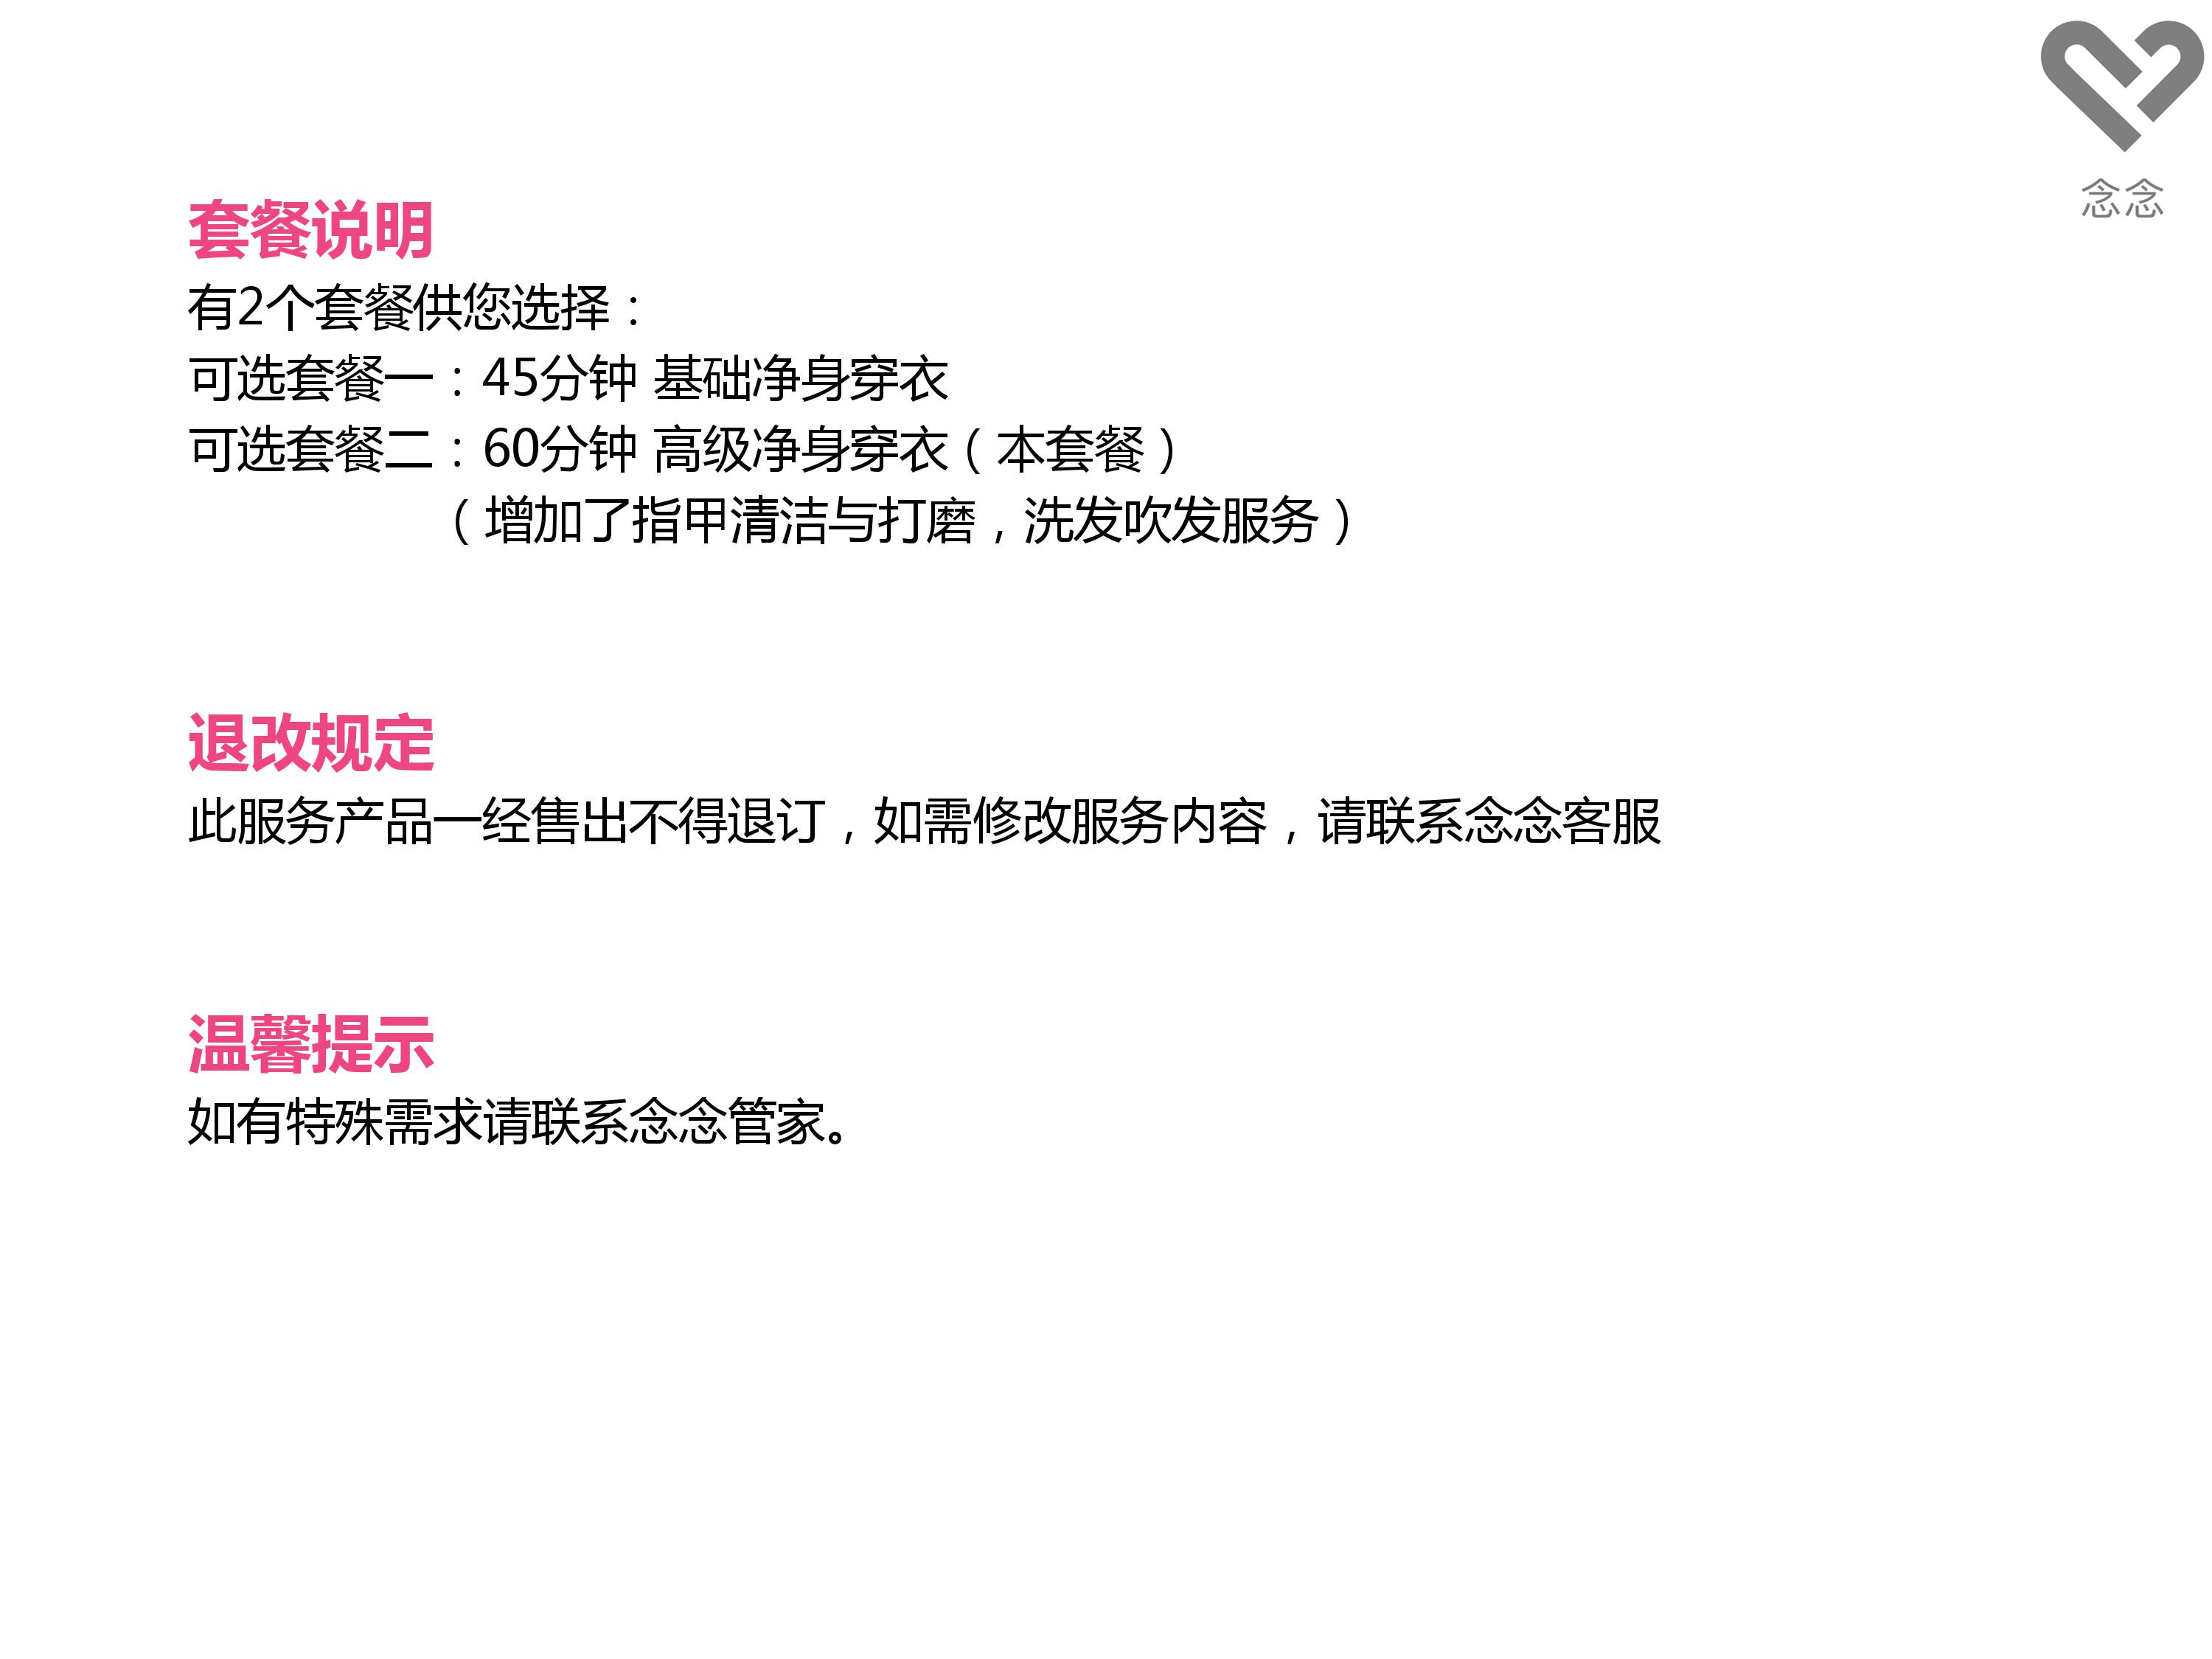 念念
套餐说明
有2个套餐供您选择：
可选套餐一：45分钟 基础净身穿衣
可选套餐二：60分钟 高级净身穿衣（本套餐）
（增加了指甲清洁与打磨，洗发吹发服务）
退改规定
此服务产品一经售出不得退订，如需修改服务内容，请联系念念客服
温馨提示
如有特殊需求请联系念念管家。